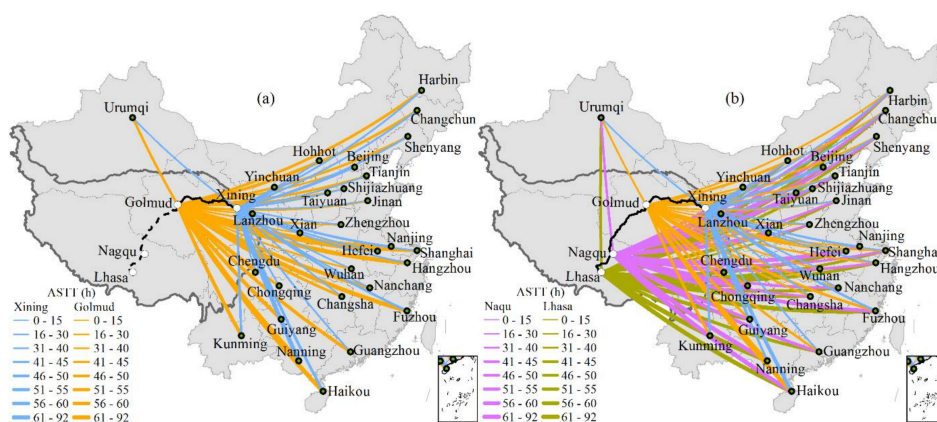 (a)
Harbin
Urumqi
Changchun
Shenyang
Hohhot
Beijing
Tianjin
Yinchuan
Shijiazhuang
Xining
Taiyuan
Jinan
Golmud
Lanzhou
Zhengzhou
Xian
Nanjing
Nagqu
Hefei
Shanghai
Lhasa
Chengdu
Hangzhou
Wuhan
Chongqing
Nanchang
Changsha
Guiyang
Fuzhou
Kunming
Guangzhou
Nanning
Haikou
ASTT (h)
Xining Golmud
0 - 15 0 - 15
16 - 30 16 - 30
31 - 40 31 - 40
41 - 45 41 - 45
46 - 50 46 - 50
51 - 55 51 - 55
56 - 60 56 - 60
61 - 92 61 - 92
(b)
Harbin
Urumqi
Changchun
Shenyang
Hohhot
Beijing
Tianjin
Yinchuan
Shijiazhuang
Xining
Taiyuan
Jinan
Golmud
Lanzhou
Zhengzhou
Xian
Nanjing
Nagqu
Hefei
Shanghai
Lhasa
Chengdu
Hangzhou
Wuhan
Chongqing
Nanchang
Changsha
Guiyang
Fuzhou
Kunming
Guangzhou
Nanning
Haikou
ASTT (h)
Naqu Lhasa
0 - 15 0 - 15
16 - 30 16 - 30
31 - 40 31 - 40
41 - 45 41 - 45
46 - 50 46 - 50
51 - 55 51 - 55
56 - 60 56 - 60
61 - 92 61 - 92